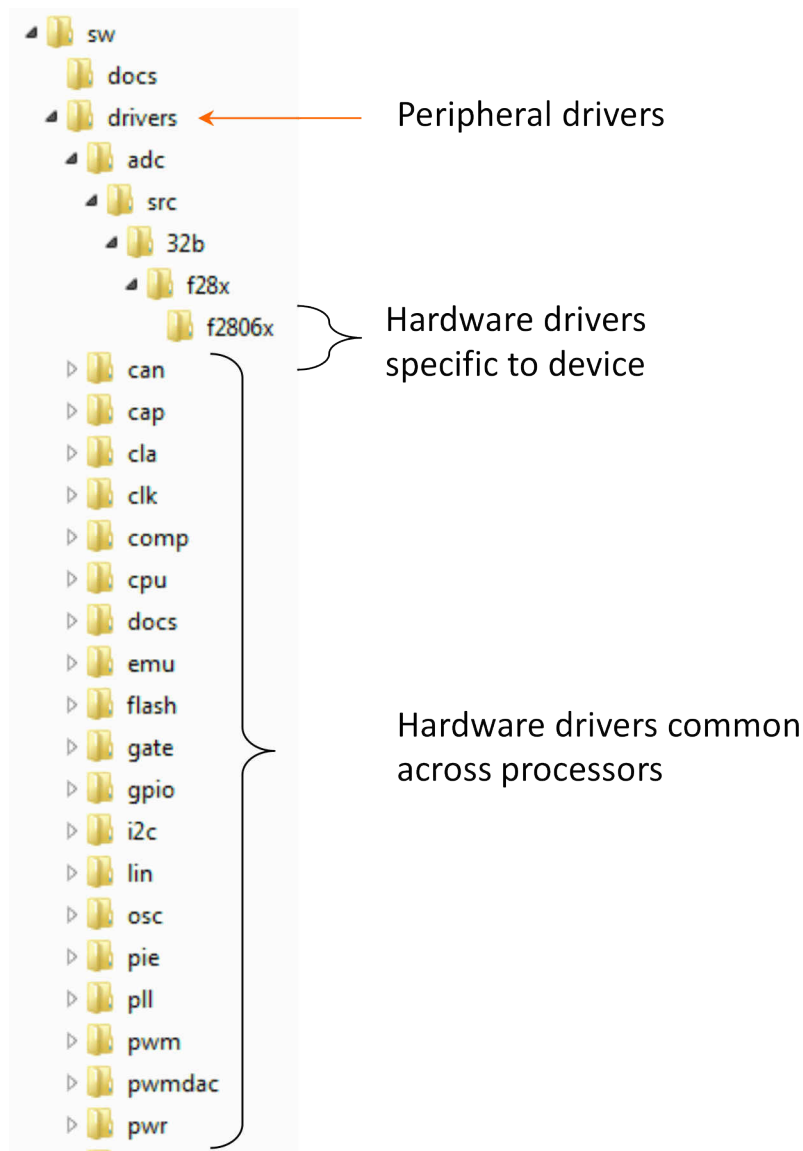 sw
docs
drivers
Peripheral drivers
adc
src
32b
f28x
f2806x
Hardware drivers
specific to device
can
cap
cla
clk
comp
cpu
docs
emu
flash
gate
gpio
i2c
lin
osc
pie
pll
pwm
pwmdac
pwr
Hardware drivers common
across processors